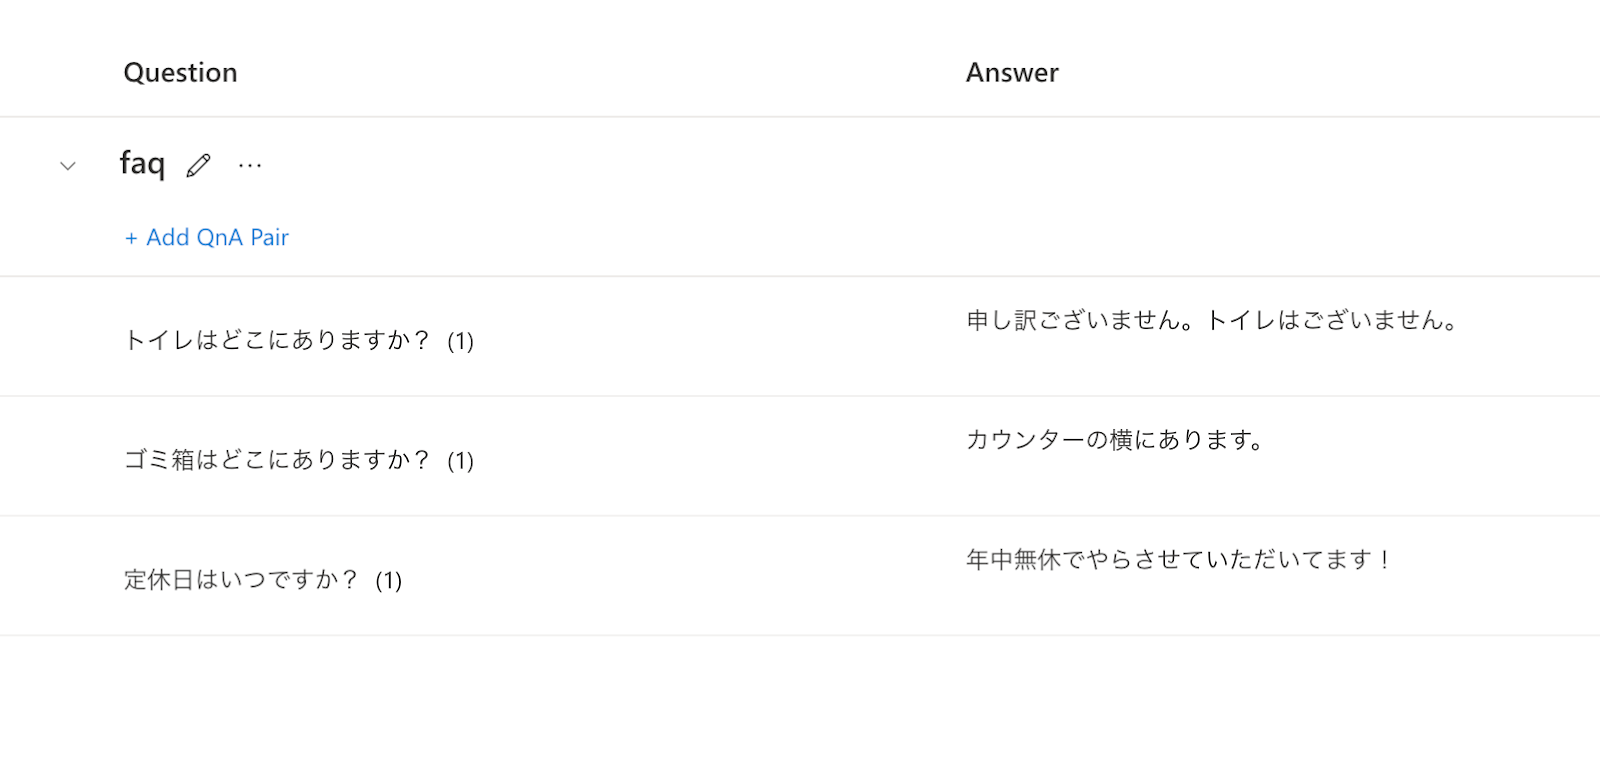 Question Answer
faq ...
+ Add QnA Pair
トイレはどこにありますか？ (1) 申し訳ございません。トイレはございません。
ゴミ箱はどこにありますか？ (1) カウンターの横にあります。
定休日はいつですか？ (1) 年中無休でやらさせていただいてます！